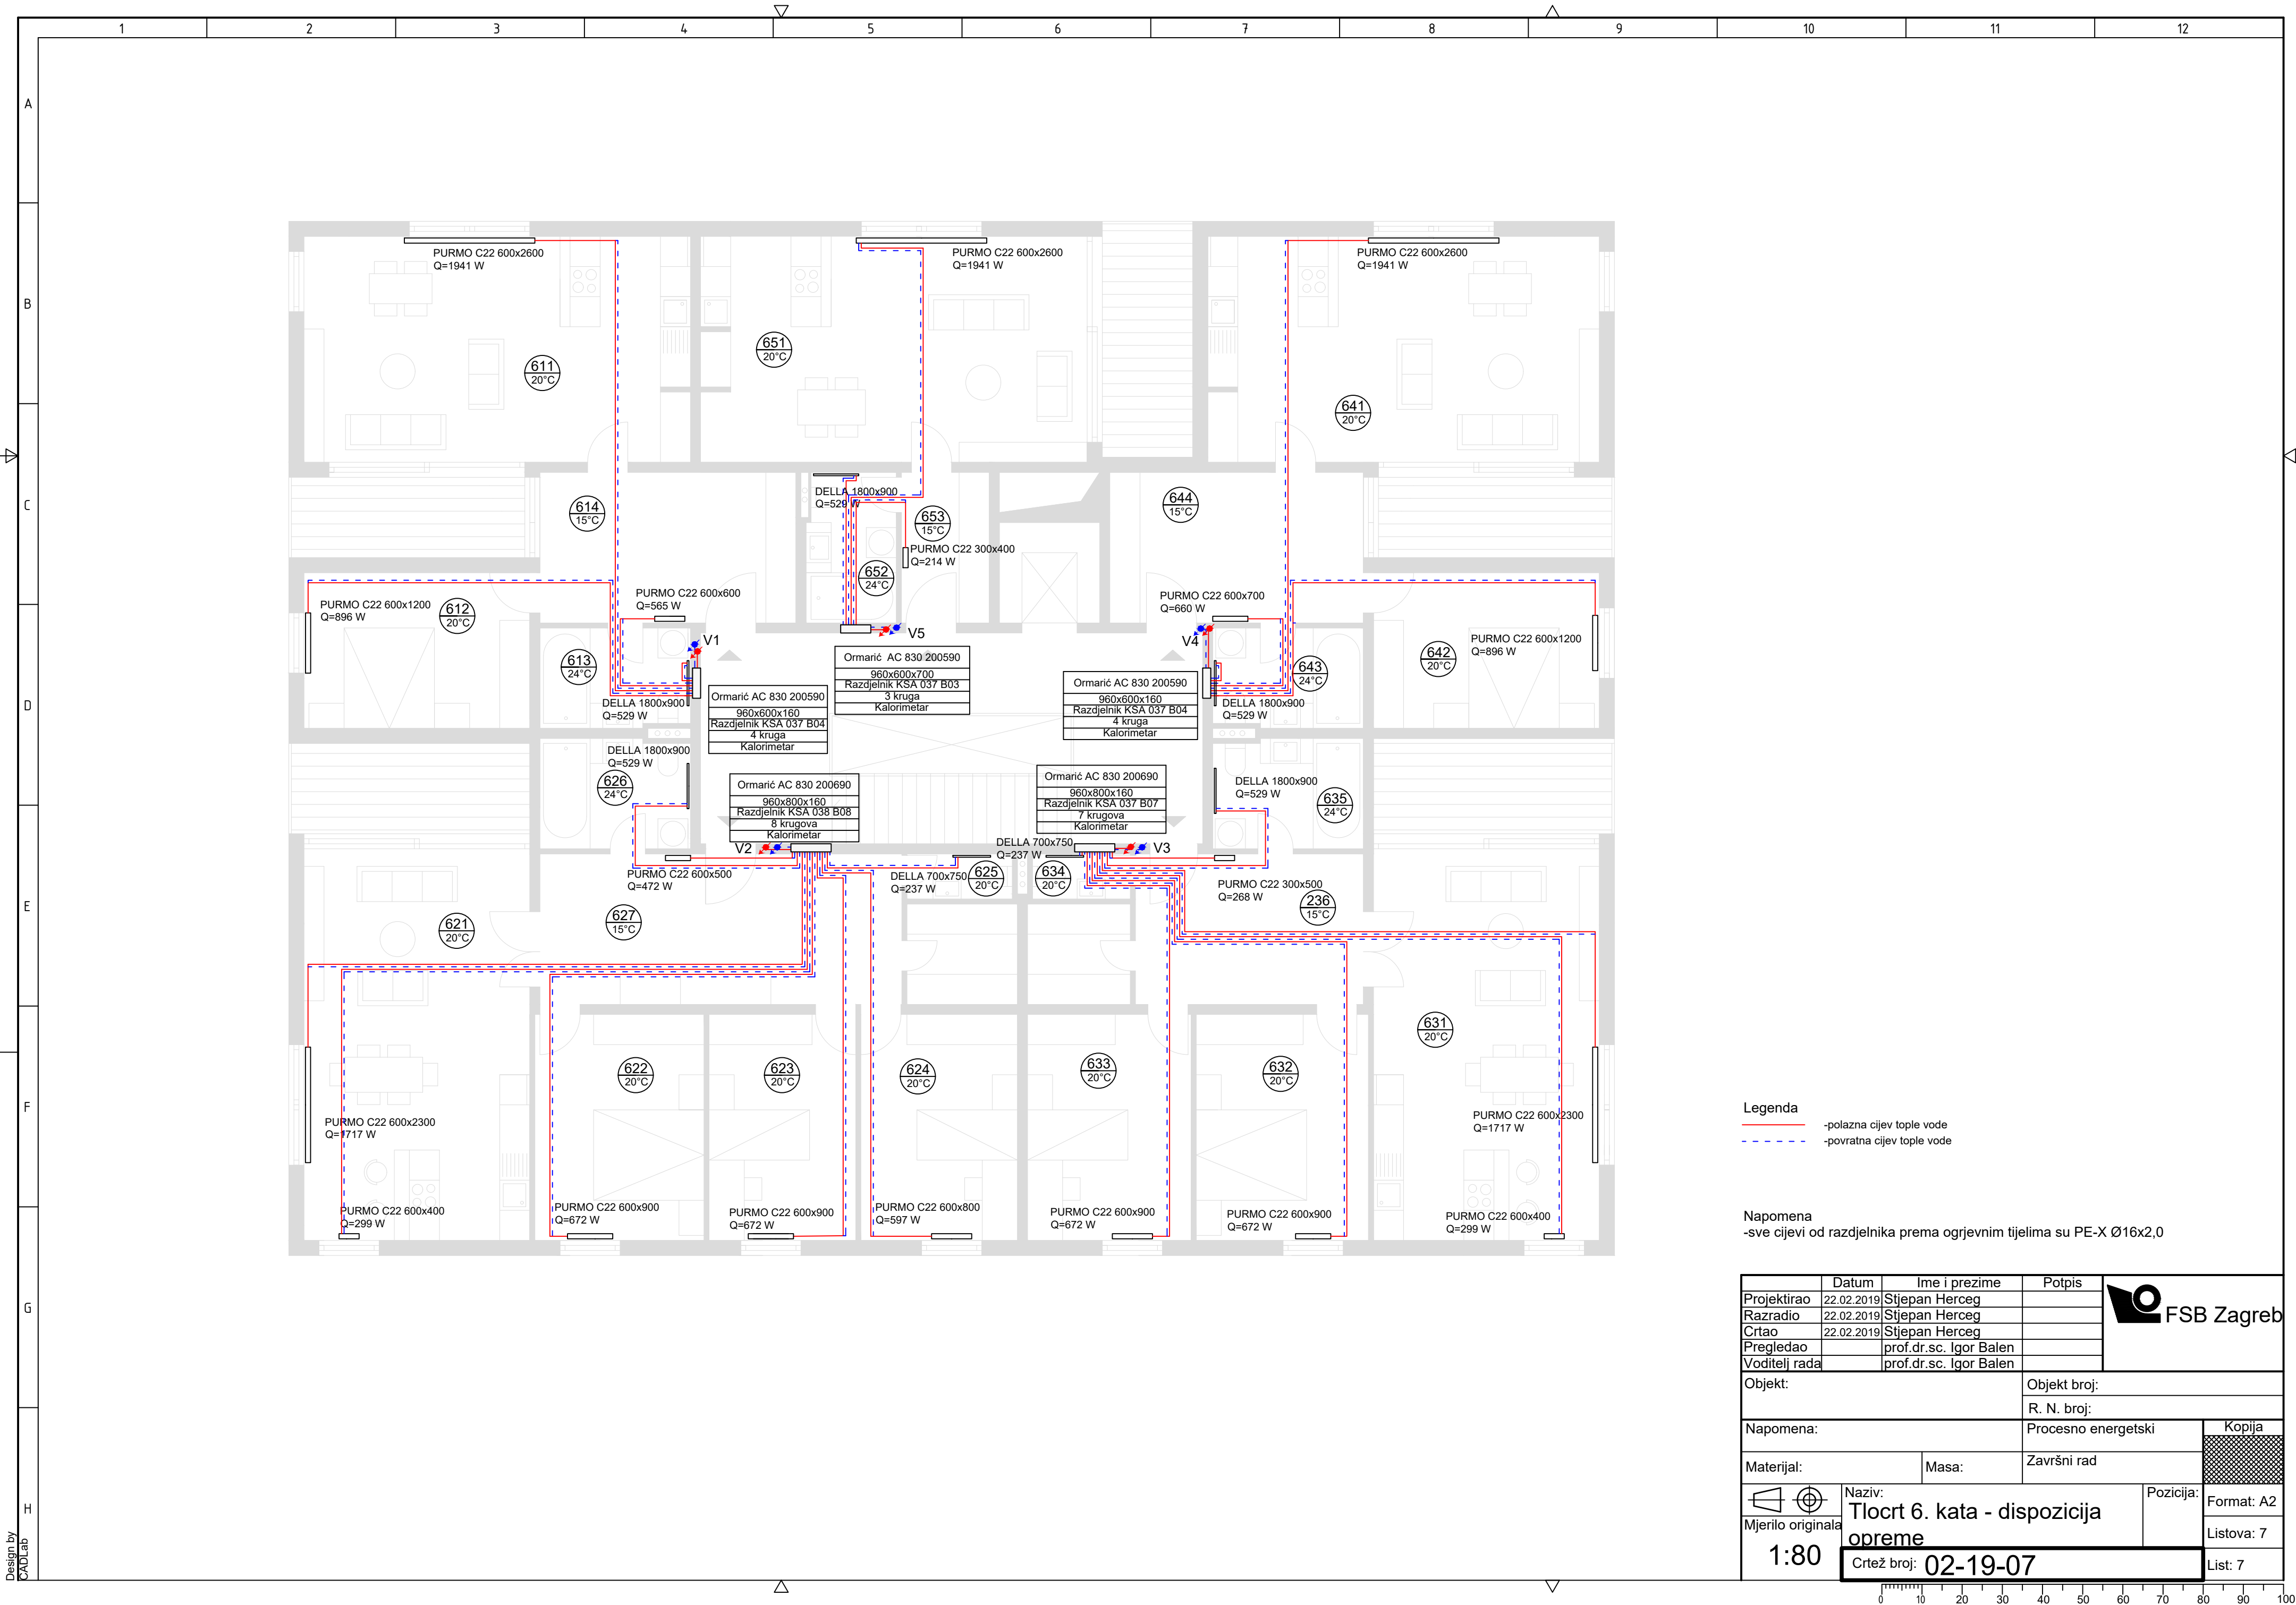 1 2 3 4 5 6 7 8 9 10 11 12
A
B
C
D
E
F
G
H
PURMO C22 600x2600
Q=1941 W
PURMO C22 600x2600
Q=1941 W
PURMO C22 600x2600
Q=1941 W
651
20°C
611
20°C
641
20°C
DELLA 1800x900
Q=529 W
614
15°C
653
15°C
644
15°C
PURMO C22 300x400
Q=214 W
652
24°C
PURMO C22 600x1200
Q=896 W
612
20°C
PURMO C22 600x600
Q=565 W
V1
V5
PURMO C22 600x700
Q=660 W
V4
PURMO C22 600x1200
Q=896 W
642
20°C
613
24°C
643
24°C
Ormarić AC 830 200590
960x600x700
Razdjelnik KSA 037 B03
3 kruga
Kalorimetar
Ormarić AC 830 200590
960x600x160
Razdjelnik KSA 037 B04
4 kruga
Kalorimetar
Ormarić AC 830 200590
960x600x160
Razdjelnik KSA 037 B04
4 kruga
Kalorimetar
DELLA 1800x900
Q=529 W
DELLA 1800x900
Q=529 W
DELLA 1800x900
Q=529 W
626
24°C
Ormarić AC 830 200690
960x800x160
Razdjelnik KSA 038 B08
8 krugova
Kalorimetar
Ormarić AC 830 200690
960x800x160
Razdjelnik KSA 037 B07
7 krugova
Kalorimetar
DELLA 1800x900
Q=529 W
635
24°C
V2
DELLA 700x750
Q=237 W
V3
PURMO C22 600x500
Q=472 W
DELLA 700x750
Q=237 W
625
20°C
634
20°C
PURMO C22 300x500
Q=268 W
236
15°C
627
15°C
621
20°C
631
20°C
622
20°C
623
20°C
624
20°C
633
20°C
632
20°C
PURMO C22 600x2300
Q=1717 W
PURMO C22 600x2300
Q=1717 W
PURMO C22 600x400
Q=299 W
PURMO C22 600x900
Q=672 W
PURMO C22 600x900
Q=672 W
PURMO C22 600x800
Q=597 W
PURMO C22 600x900
Q=672 W
PURMO C22 600x900
Q=672 W
PURMO C22 600x400
Q=299 W
Legenda
-polazna cijev tople vode
-povratna cijev tople vode
Napomena
-sve cijevi od razdjelnika prema ogrjevnim tijelima su PE-X Ø16x2,0
Datum Ime i prezime Potpis
Projektirao 22.02.2019 Stjepan Herceg
Razradio 22.02.2019 Stjepan Herceg
Crtao 22.02.2019 Stjepan Herceg
Pregledao prof.dr.sc. Igor Balen
Voditelj rada prof.dr.sc. Igor Balen
FSB Zagreb
Objekt:
Objekt broj:
R. N. broj:
Napomena:
Procesno energetski
Kopija
Materijal:
Masa:
Završni rad
Naziv:
Tlocrt 6. kata - dispozicija
opreme
Pozicija:
Format: A2
Mjerilo originala
1:80
Listova: 7
Crtež broj: 02-19-07
List: 7
Design by
CADLab
0 10 20 30 40 50 60 70 80 90 100